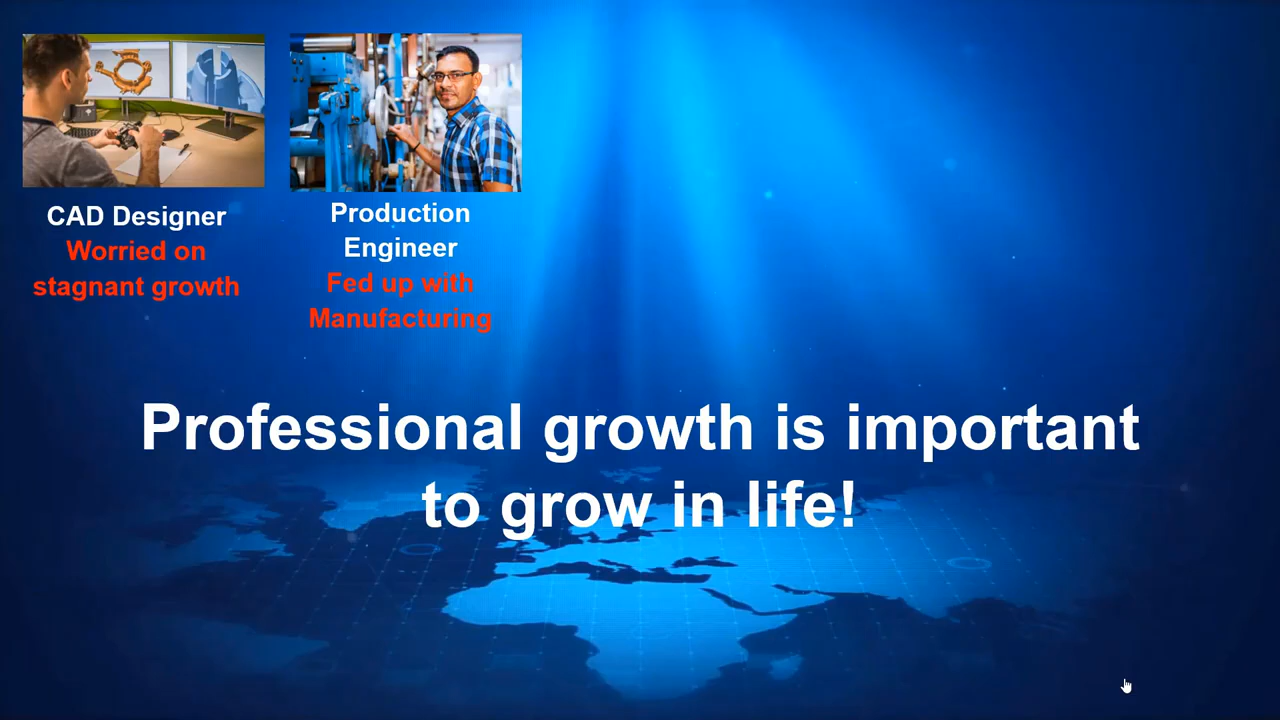 CAD Designer
Worried on
stagnant growth
Production
Engineer
Fed up with
Manufacturing
Professional growth is important
to grow in life!